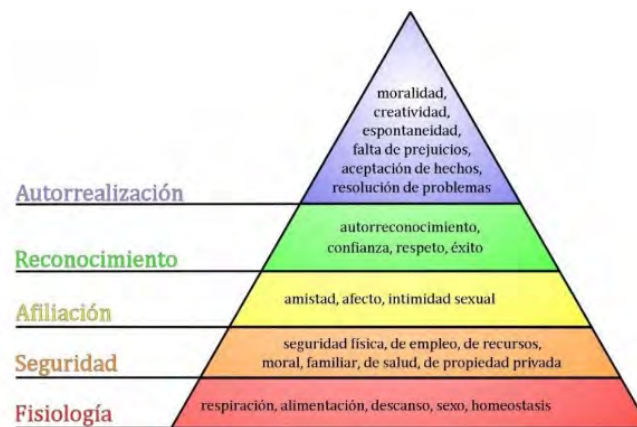 moralidad,
creatividad,
espontaneidad,
falta de prejuicios,
aceptación de hechos,
resolución de problemas
Autorrealización
autorreconocimiento,
confianza, respeto, éxito
Reconocimiento
amistad, afecto, intimidad sexual
Afiliación
seguridad física, de empleo, de recursos,
moral, familiar, de salud, de propiedad privada
Seguridad
respiración, alimentación, descanso, sexo, homeostasis
Fisiología